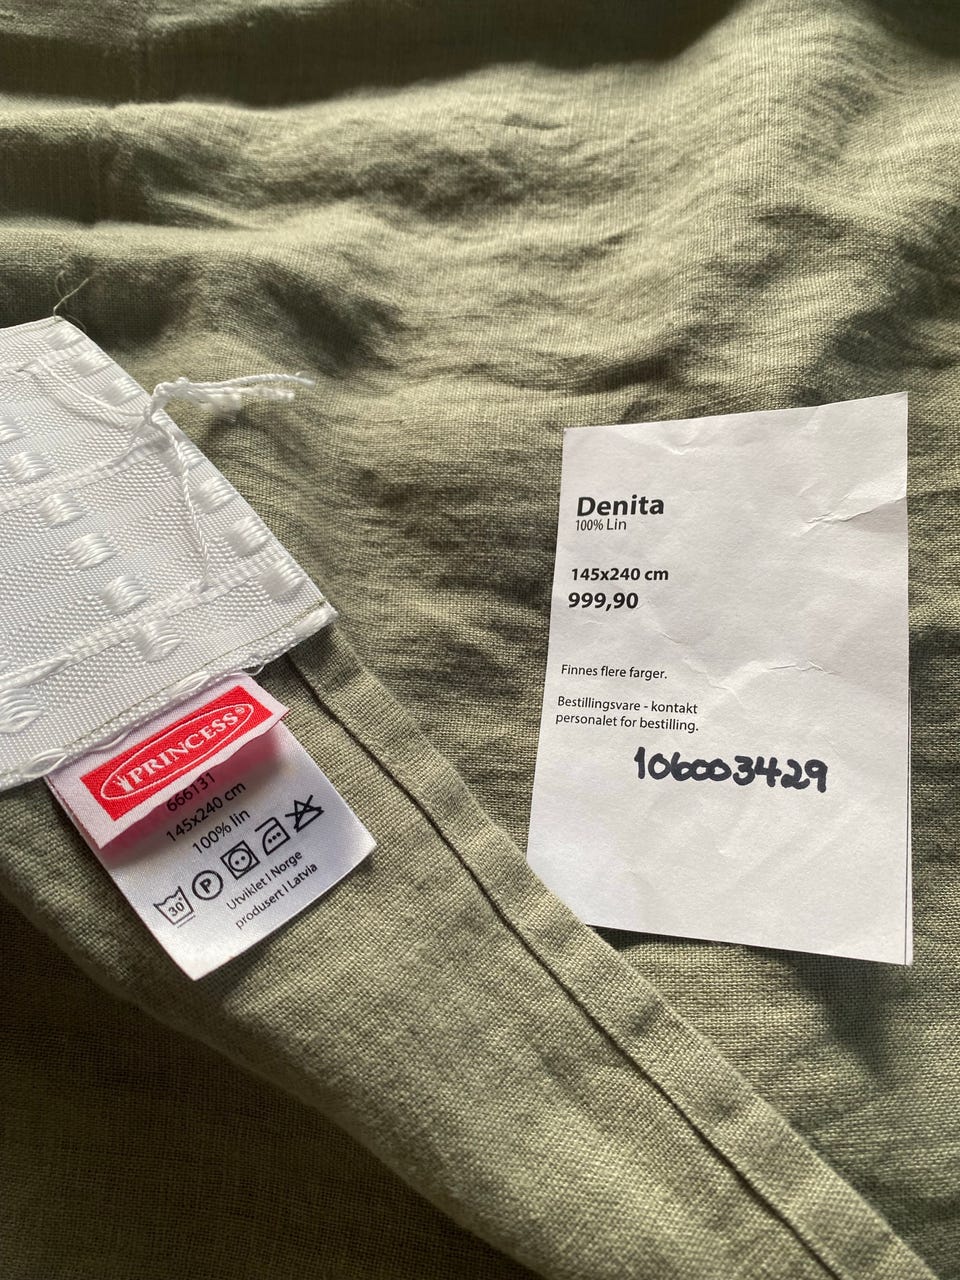 Denita
100% Lin
145x240 cm
999,90
Finnes flere farger.
Bestillingsvare - kontakt
personalet for bestilling.
106003429
PRINCESS®
666131
145x240 cm
100% lin
30°
P
Utviklet i Norge
produsert i Latvia